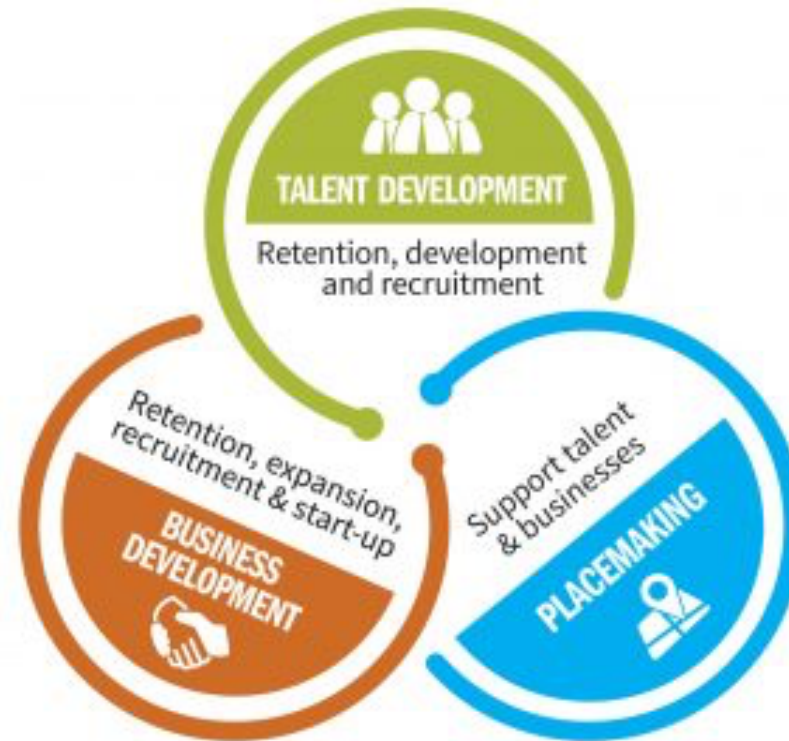 TALENT DEVELOPMENT
Retention, development
and recruitment
Retention, expansion,
recruitment & start-up
BUSINESS
DEVELOPMENT
Support talent
& businesses
PLACEMAKING